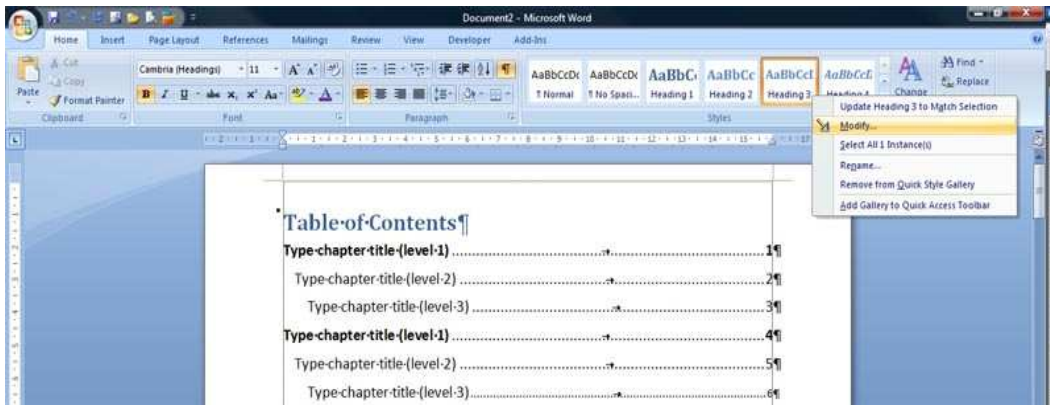 Document2 - Microsoft Word
Home Insert Page Layout References Mailings Review View Developer Add-Ins
Cut
Copy
Paste
Format Painter
Clipboard
Cambria (Headings) 11
Font
Paragraph
AaBbCcDc AaBbCcDc AaBbC AaBbCc AaBbCcI AaBbCcI
¶ Normal ¶ No Spaci... Heading 1 Heading 2 Heading 3 Heading 4
Change
Styles
Find
Replace
Update Heading 3 to Match Selection
Modify...
Select All 1 Instance(s)
Rename...
Remove from Quick Style Gallery
Add Gallery to Quick Access Toolbar
Table·of·Contents¶
Type·chapter·title·(level·1) 1¶
Type·chapter·title·(level·2) 2¶
Type·chapter·title·(level·3) 3¶
Type·chapter·title·(level·1) 4¶
Type·chapter·title·(level·2) 5¶
Type·chapter·title·(level·3) 6¶